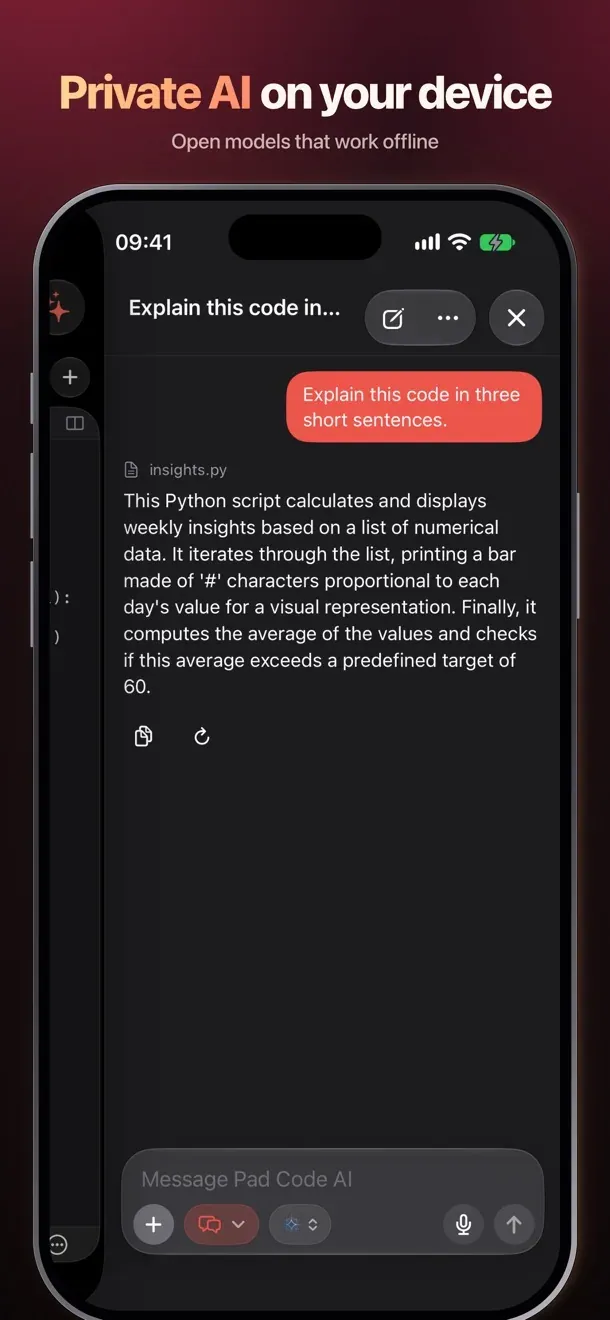 Private AI on your device
Open models that work offline
09:41
Explain this code in...
Explain this code in three
short sentences.
insights.py
This Python script calculates and displays
weekly insights based on a list of numerical
data. It iterates through the list, printing a bar
made of '#' characters proportional to each
day's value for a visual representation. Finally, it
computes the average of the values and checks
if this average exceeds a predefined target of
60.
):
)
Message Pad Code AI